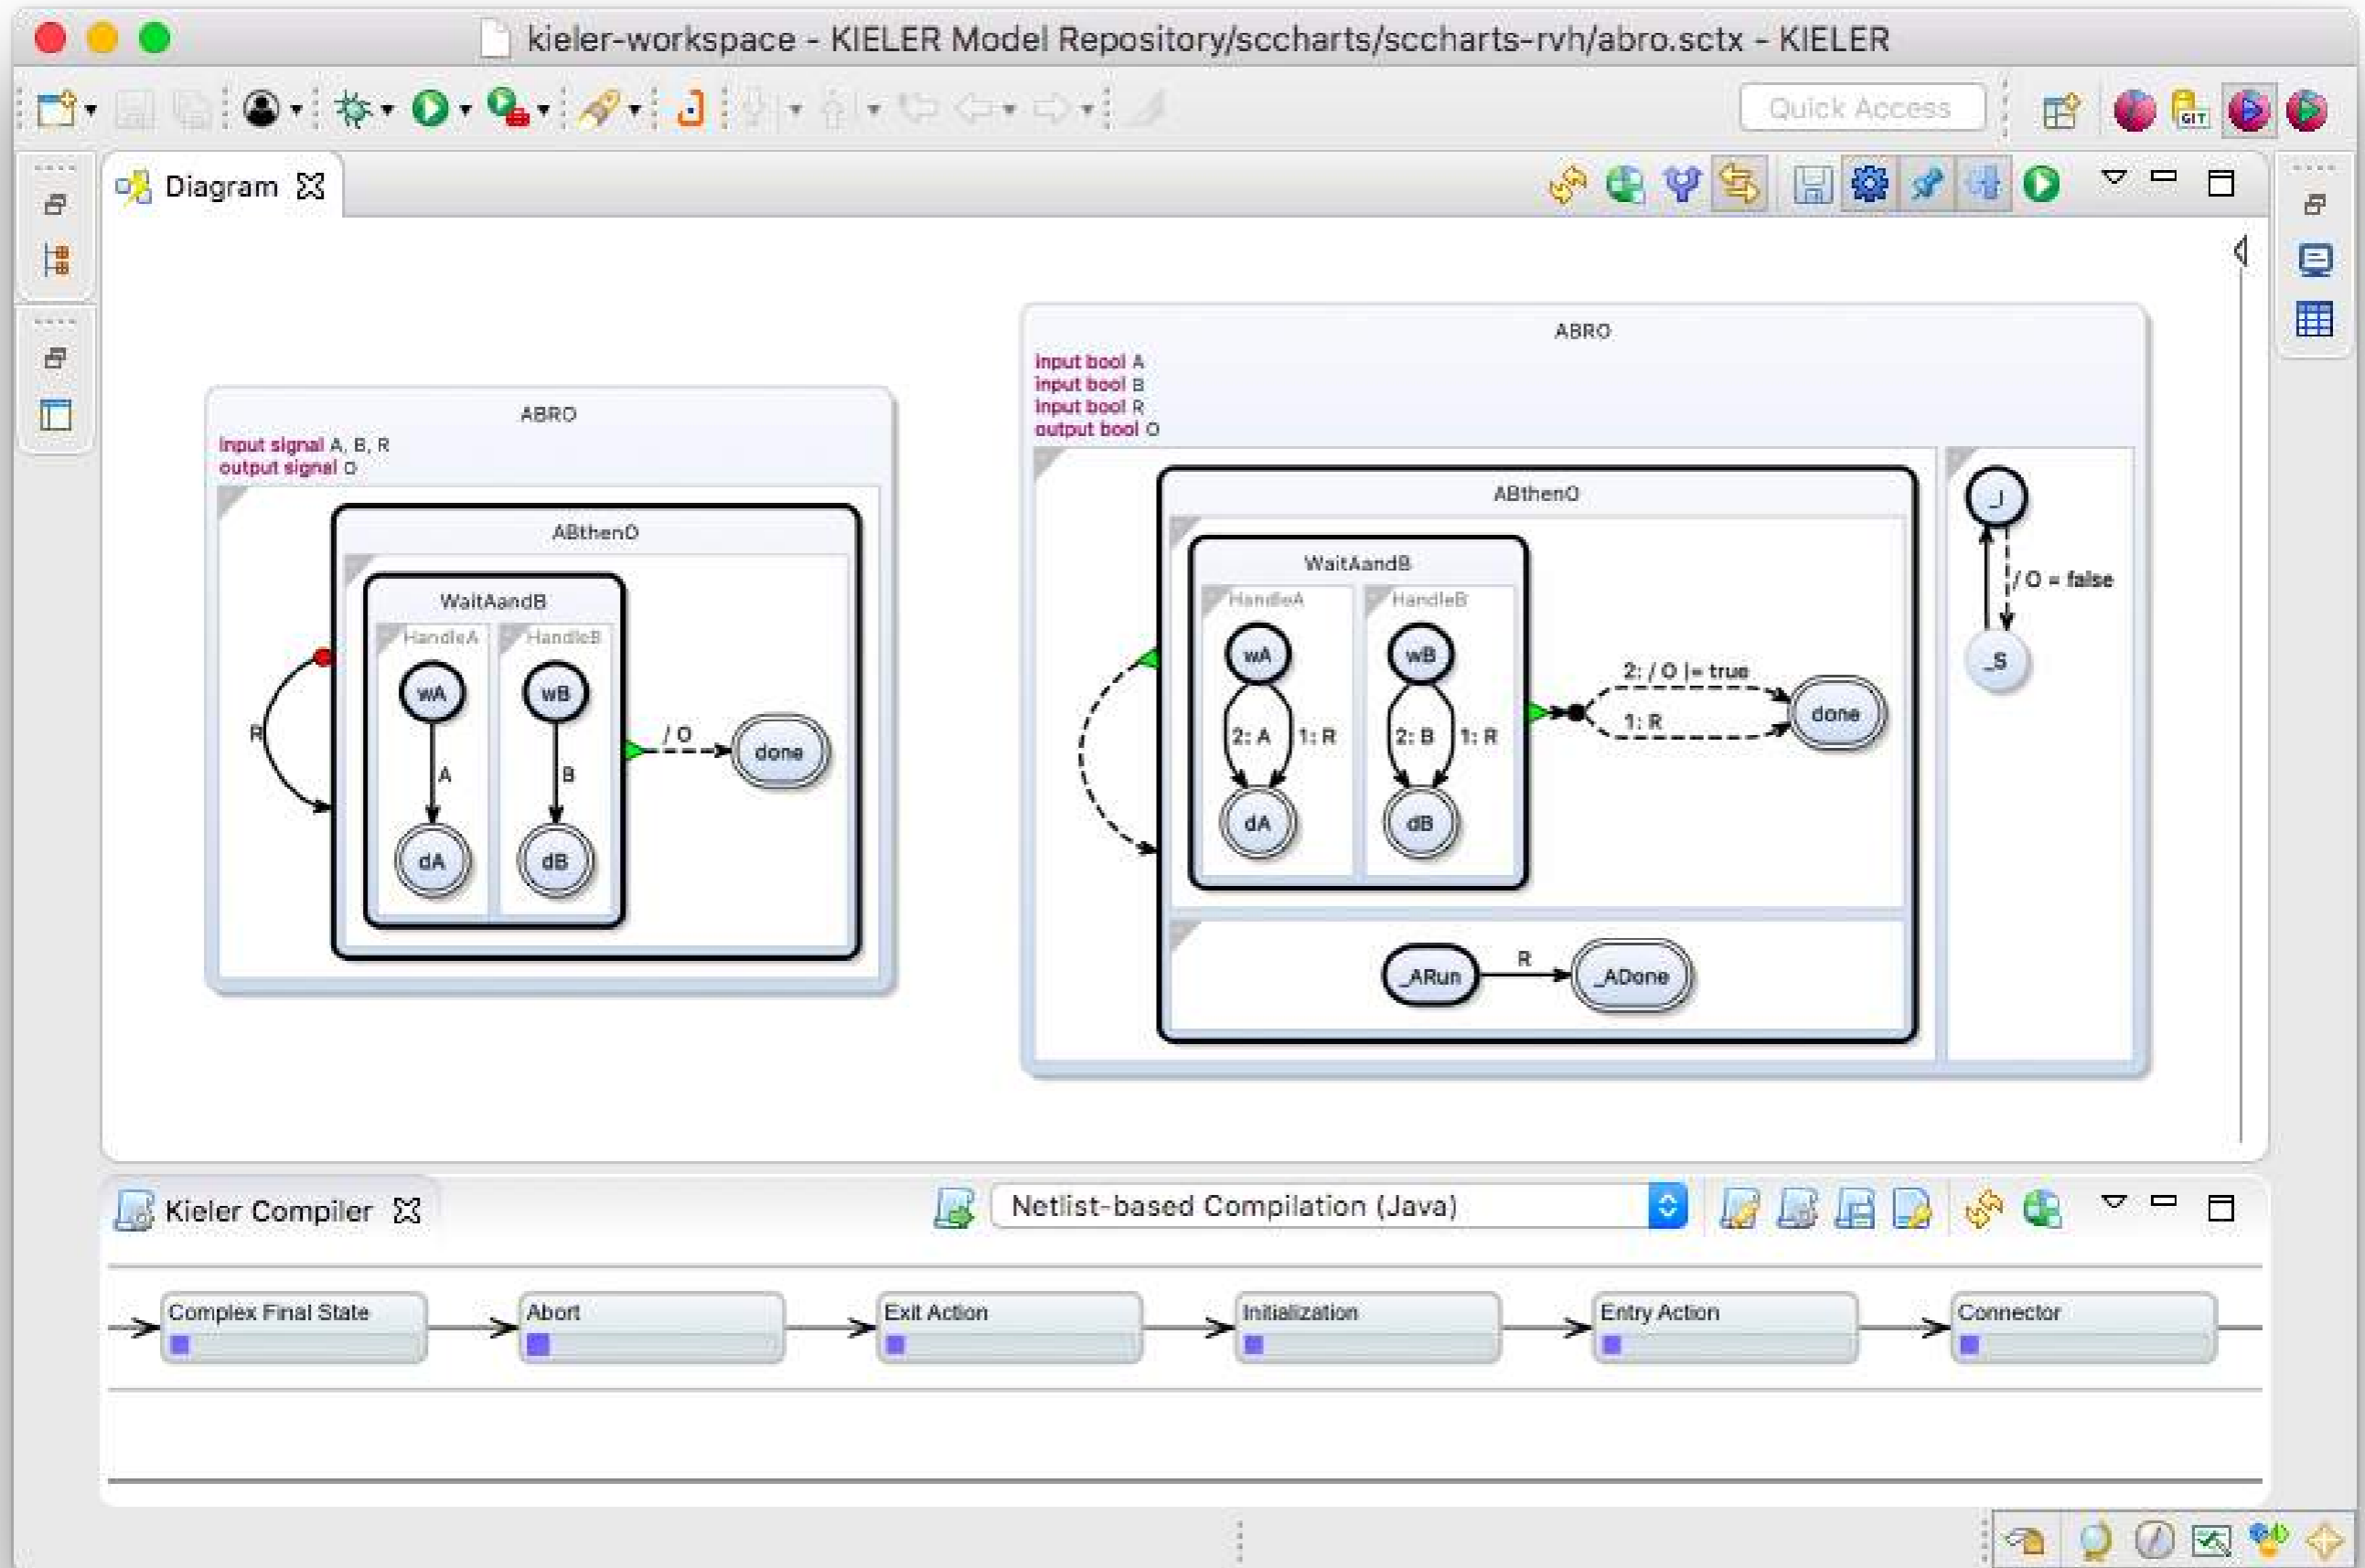 kieler-workspace - KIELER Model Repository/sccharts/sccharts-rvh/abro.sctx - KIELER
Quick Access
GIT
Diagram
ABRO
input signal A, B, R
output signal O
ABthenO
WaitAandB
HandleA
HandleB
wA
wB
R
A
B
/ O
done
dA
dB
ABRO
input bool A
input bool B
input bool R
output bool O
ABthenO
WaitAandB
HandleA
HandleB
wA
wB
2: A
1: R
2: B
1: R
dA
dB
2: / O |= true
1: R
done
_ARun
R
_ADone
_I
/ O = false
_S
Kieler Compiler
Netlist-based Compilation (Java)
Complex Final State
Abort
Exit Action
Initialization
Entry Action
Connector